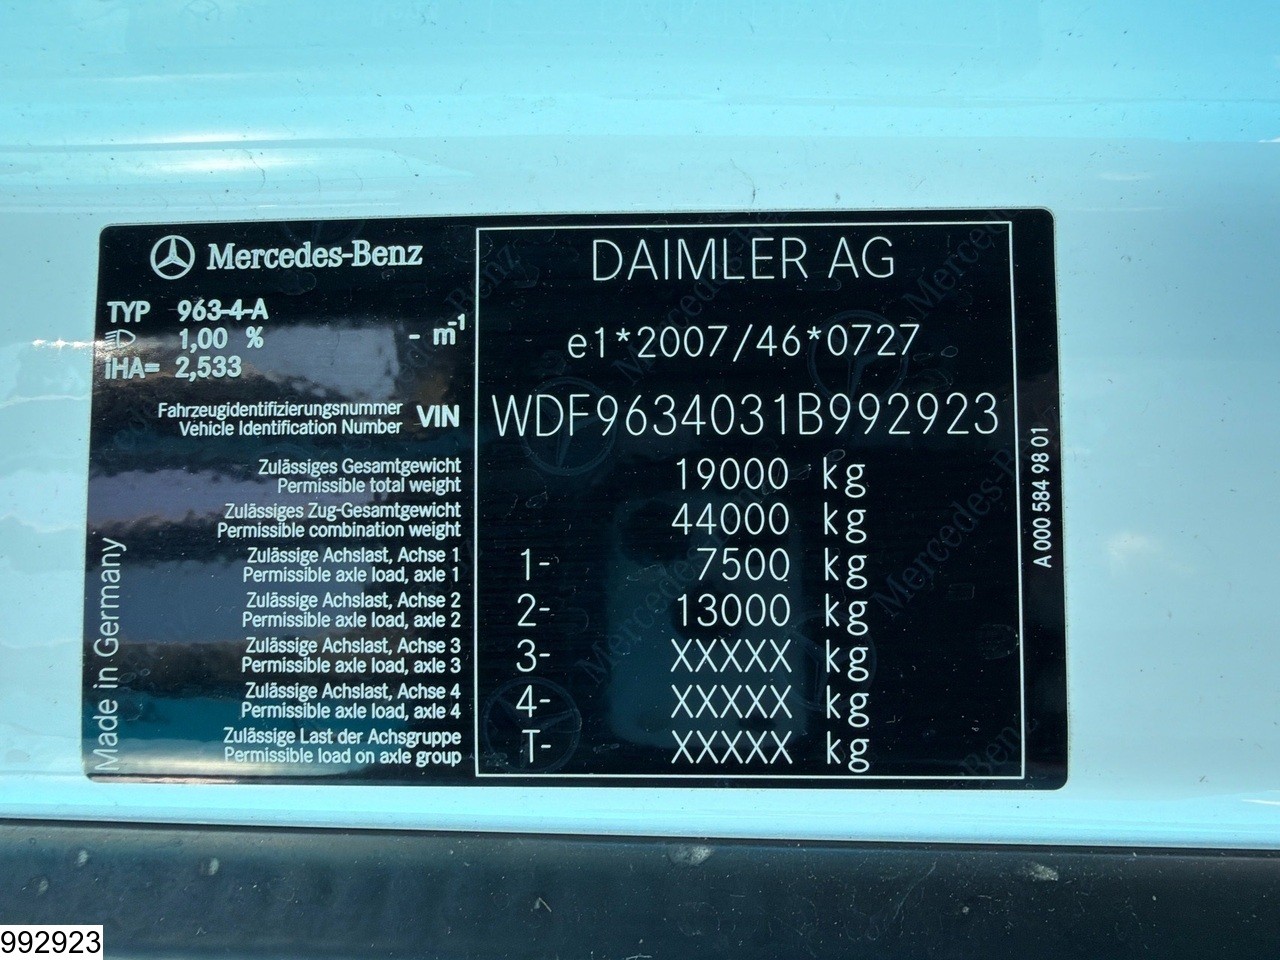 Mercedes-Benz
TYP 963-4-A
1,00 % - m-1
iHA= 2,533
Fahrzeugidentifizierungsnummer
Vehicle Identification Number VIN
Zulässiges Gesamtgewicht
Permissible total weight
Zulässiges Zug-Gesamtgewicht
Permissible combination weight
Zulässige Achslast, Achse 1
Permissible axle load, axle 1
Zulässige Achslast, Achse 2
Permissible axle load, axle 2
Zulässige Achslast, Achse 3
Permissible axle load, axle 3
Zulässige Achslast, Achse 4
Permissible axle load, axle 4
Zulässige Last der Achsgruppe
Permissible load on axle group
Made in Germany
DAIMLER AG
e1*2007/46*0727
WDF9634031B992923
19000 kg
44000 kg
1- 7500 kg
2- 13000 kg
3- XXXXX kg
4- XXXXX kg
T- XXXXX kg
A 000 584 98 01
992923